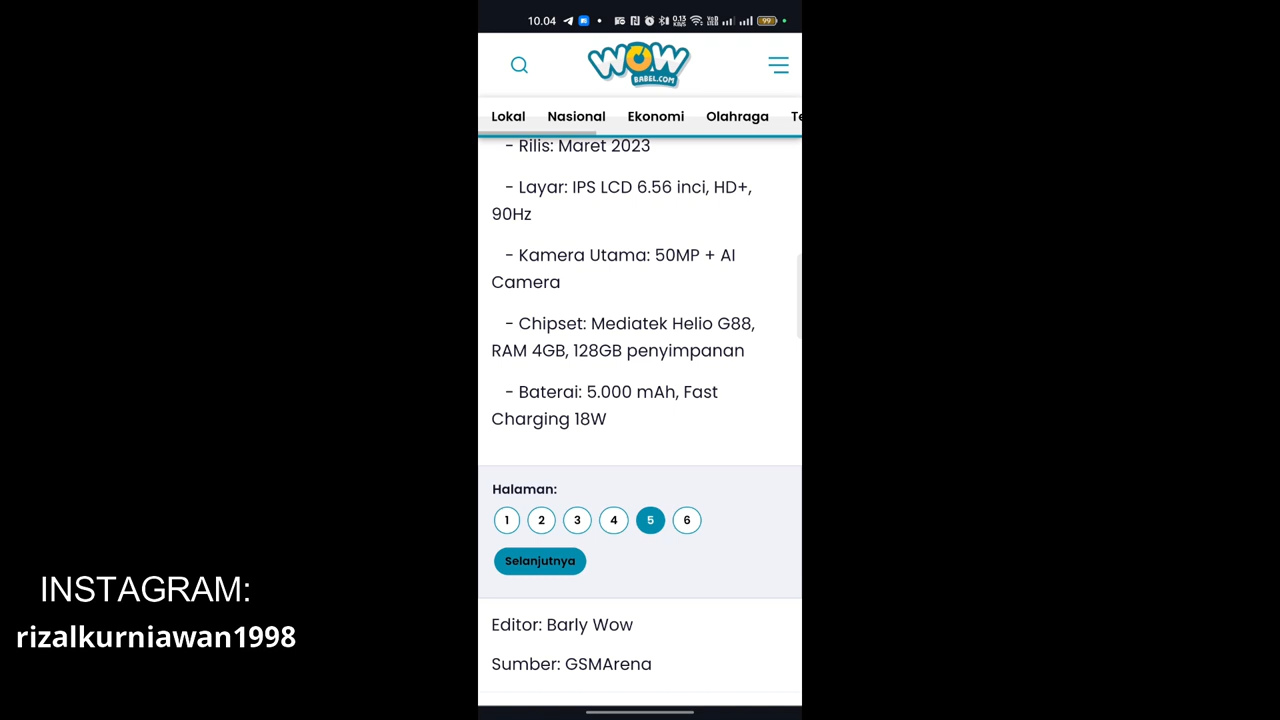 10.04
99
WOW
BABEL.COM
Lokal Nasional Ekonomi Olahraga Te
- Rilis: Maret 2023
- Layar: IPS LCD 6.56 inci, HD+,
90Hz
- Kamera Utama: 50MP + AI
Camera
- Chipset: Mediatek Helio G88,
RAM 4GB, 128GB penyimpanan
- Baterai: 5.000 mAh, Fast
Charging 18W
Halaman:
1 2 3 4 5 6
Selanjutnya
Editor: Barly Wow
Sumber: GSMArena
INSTAGRAM:
rizalkurniawan1998